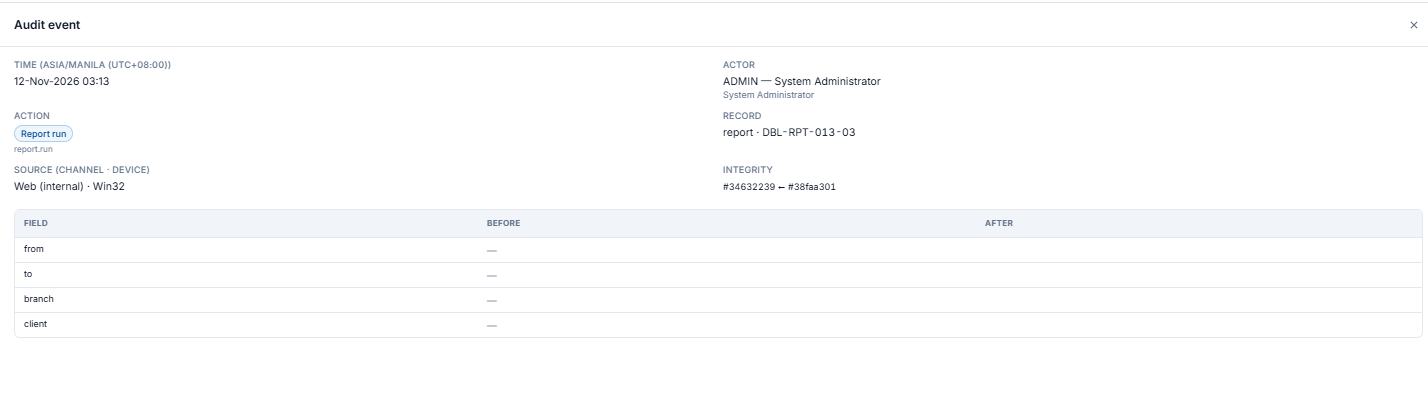 Audit event ×
TIME (ASIA/MANILA (UTC+08:00))
12-Nov-2026 03:13
ACTOR
ADMIN — System Administrator
System Administrator
ACTION
Report run
report.run
RECORD
report · DBL-RPT-013-03
SOURCE (CHANNEL · DEVICE)
Web (internal) · Win32
INTEGRITY
#34632239 ← #38faa301
FIELD BEFORE AFTER
from —
to —
branch —
client —